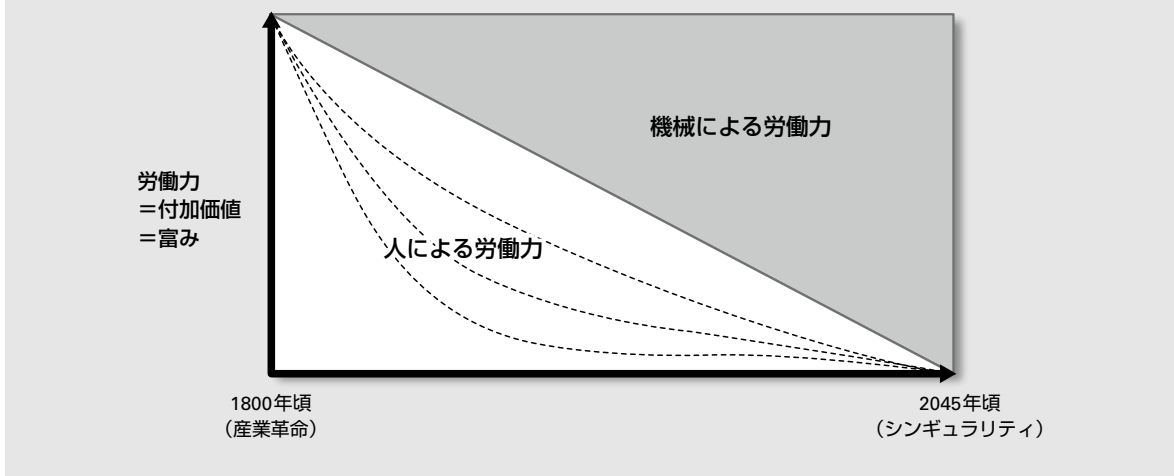 機械による労働力
労働力
＝付加価値
＝富み
人による労働力
1800年頃
（産業革命）
2045年頃
（シンギュラリティ）